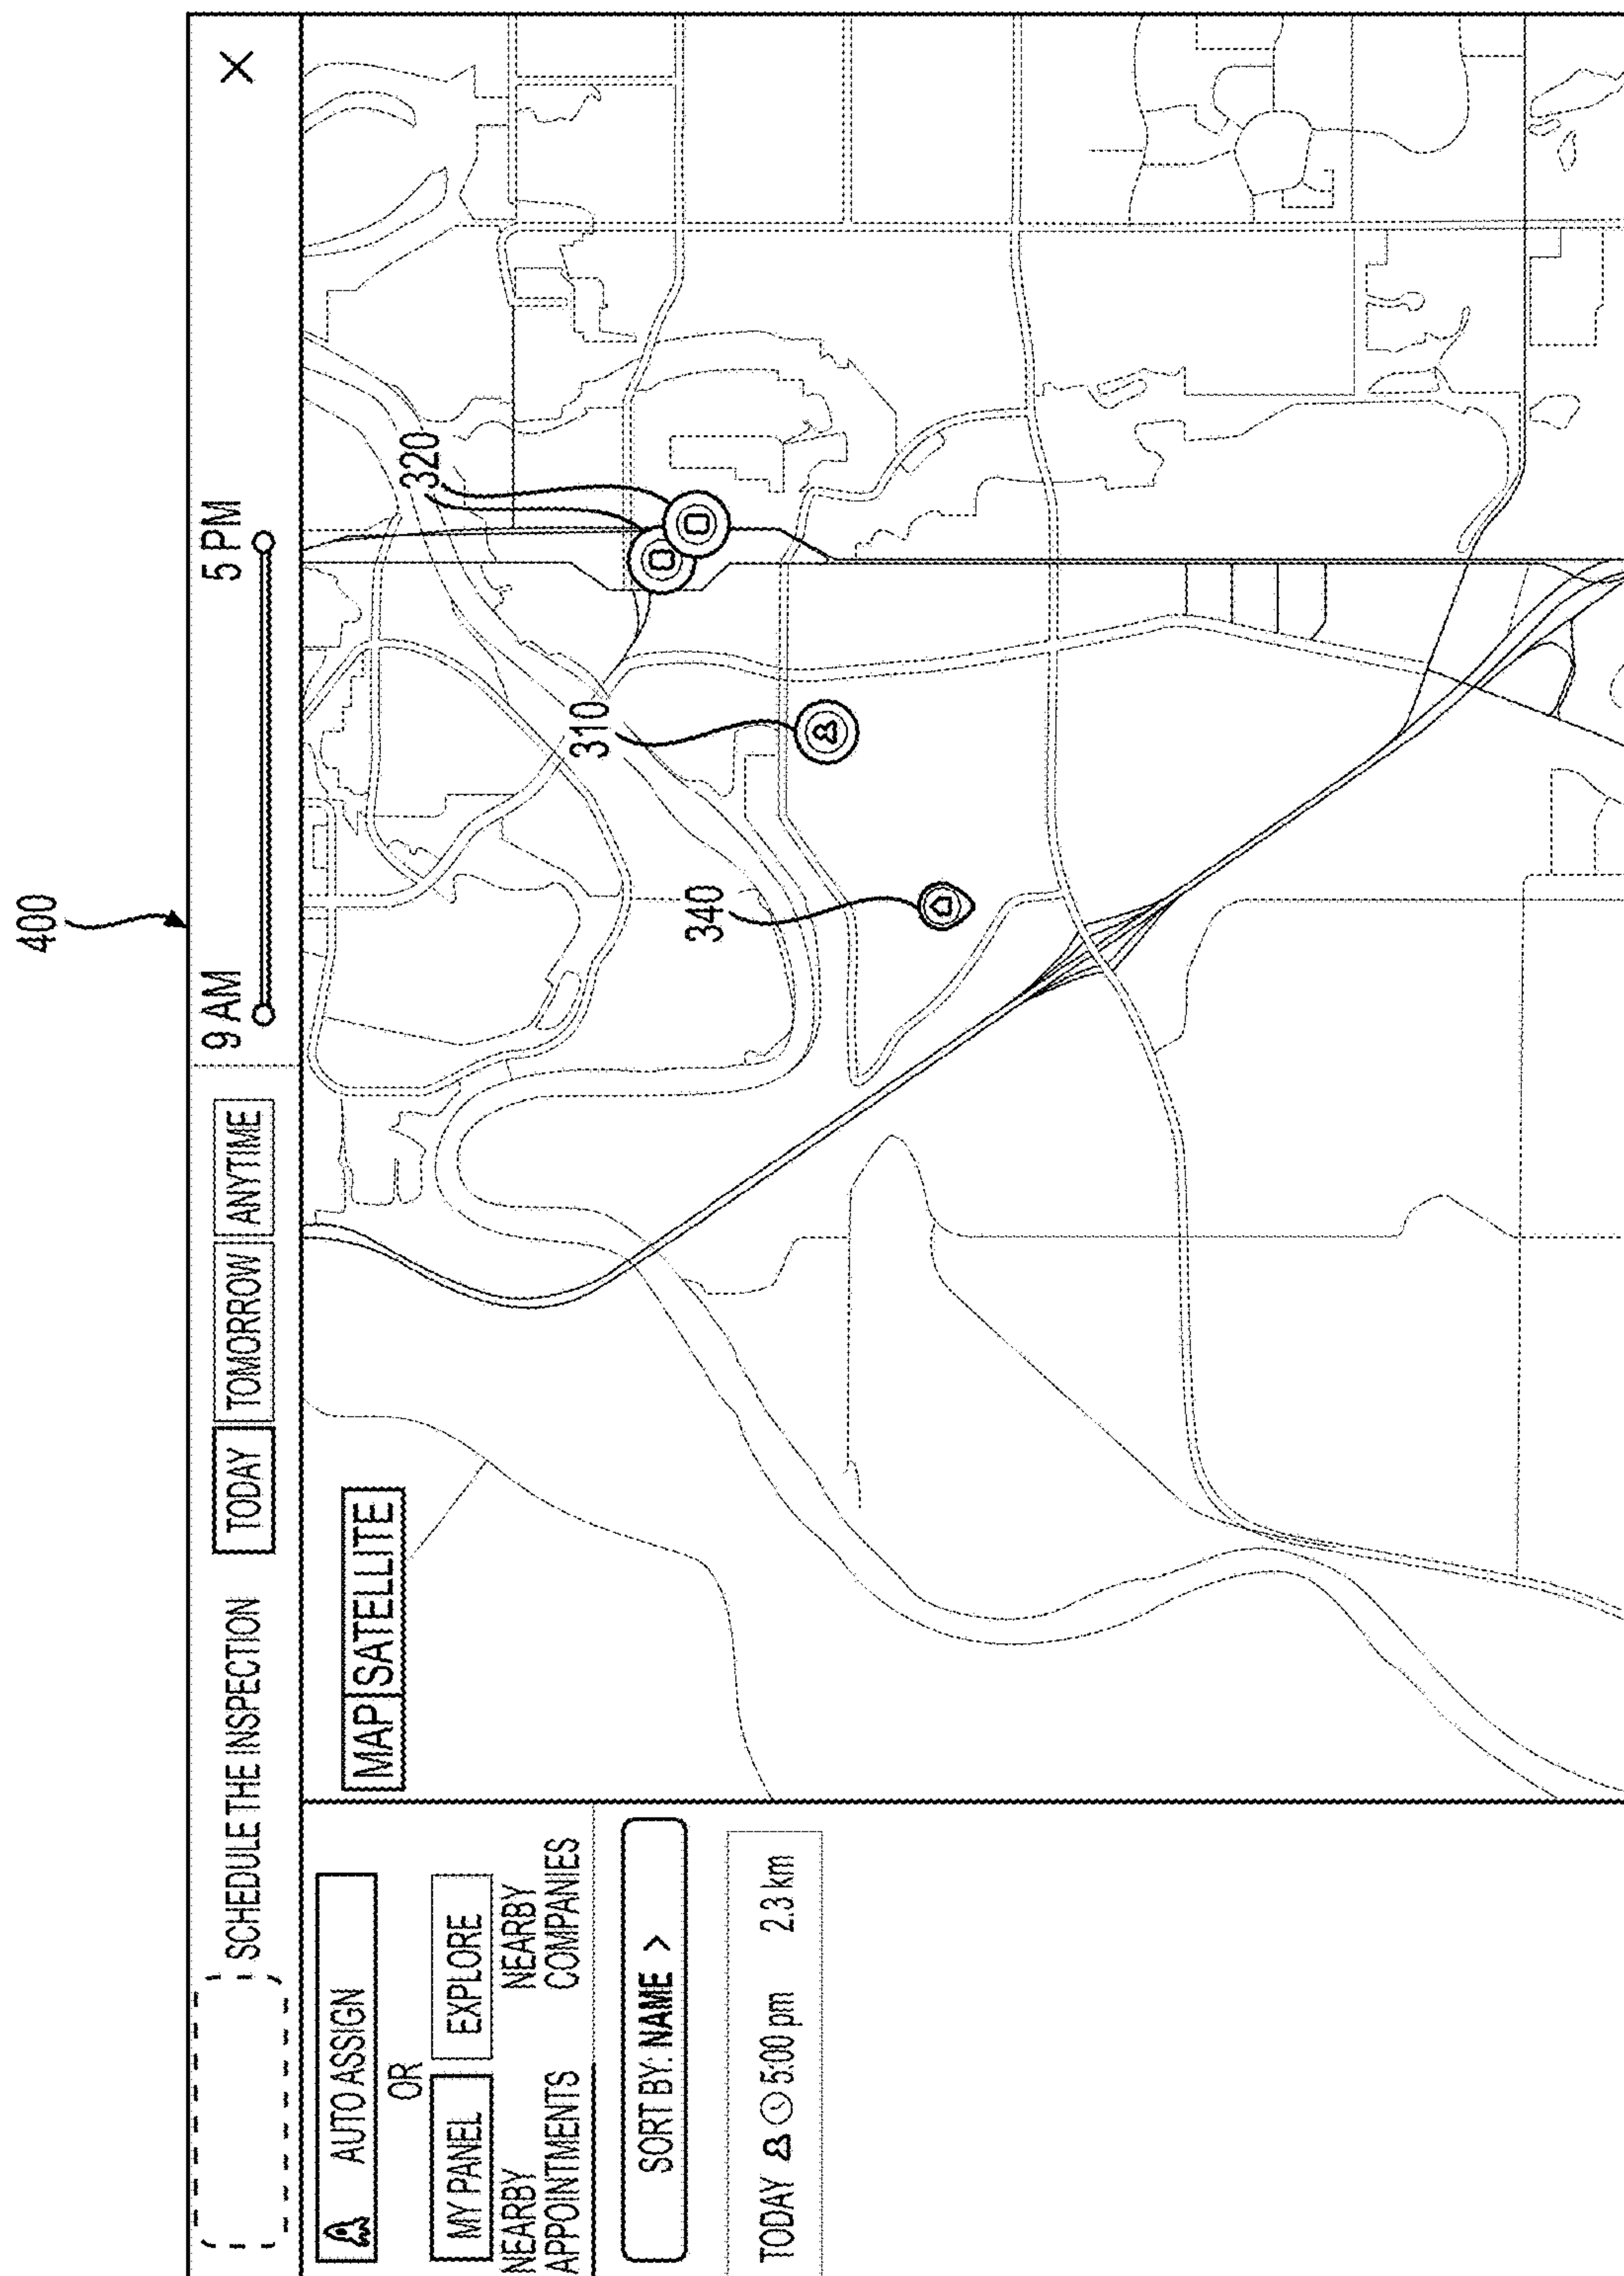 400
SCHEDULE THE INSPECTION
TODAY TOMORROW ANYTIME
9 AM 5 PM
AUTO ASSIGN
OR
MY PANEL EXPLORE
NEARBY APPOINTMENTS
NEARBY COMPANIES
SORT BY: NAME >
TODAY 5:00 pm 2.3 km
MAP SATELLITE
320
310
340